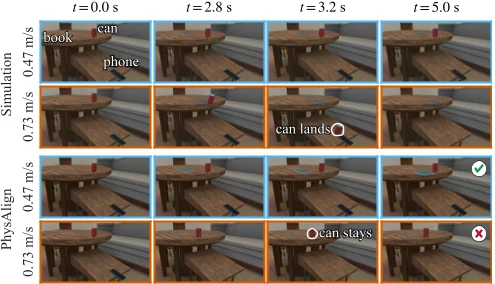 t = 0.0 s t = 2.8 s t = 3.2 s t = 5.0 s
Simulation
0.47 m/s
book
can
phone
0.73 m/s
can lands
PhysAlign
0.47 m/s
0.73 m/s
can stays